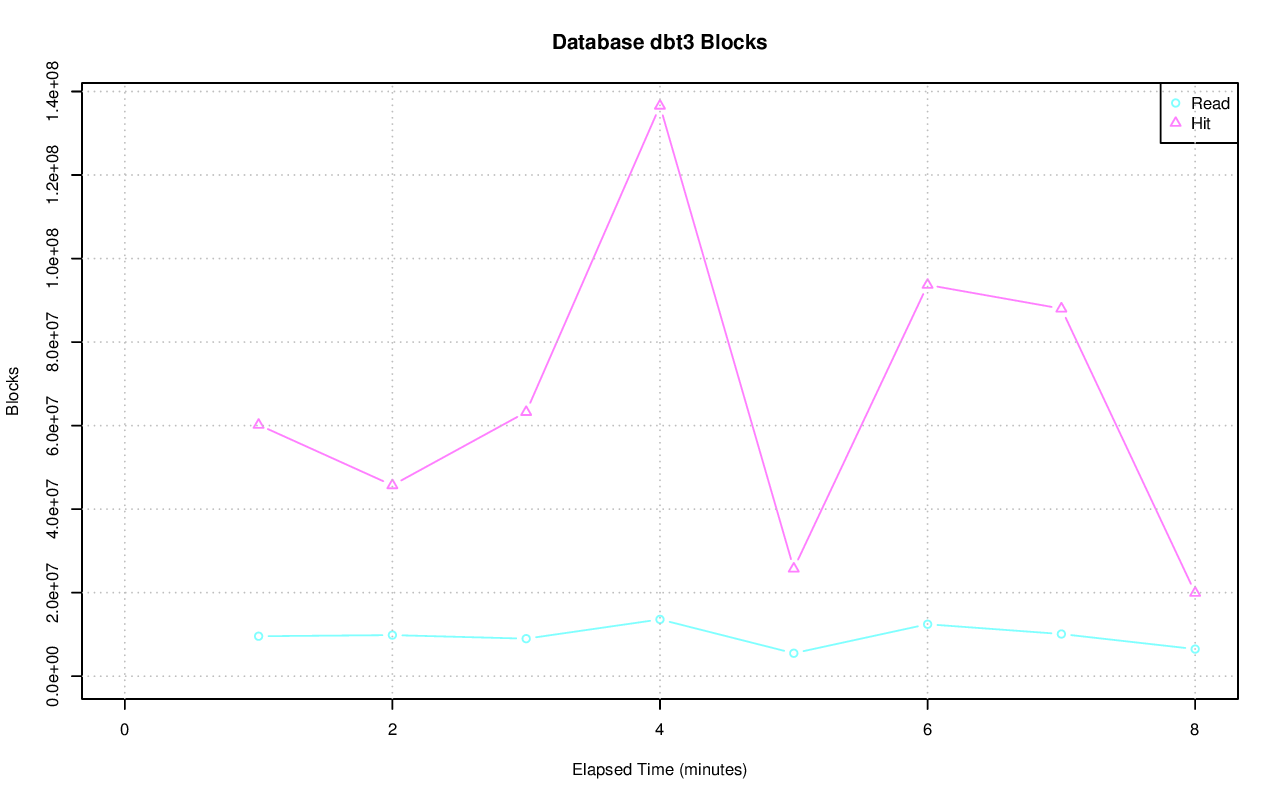 Database dbt3 Blocks
Read
Hit
1.4e+08
1.2e+08
1.0e+08
8.0e+07
6.0e+07
4.0e+07
2.0e+07
0.0e+00
Blocks
0 2 4 6 8
Elapsed Time (minutes)